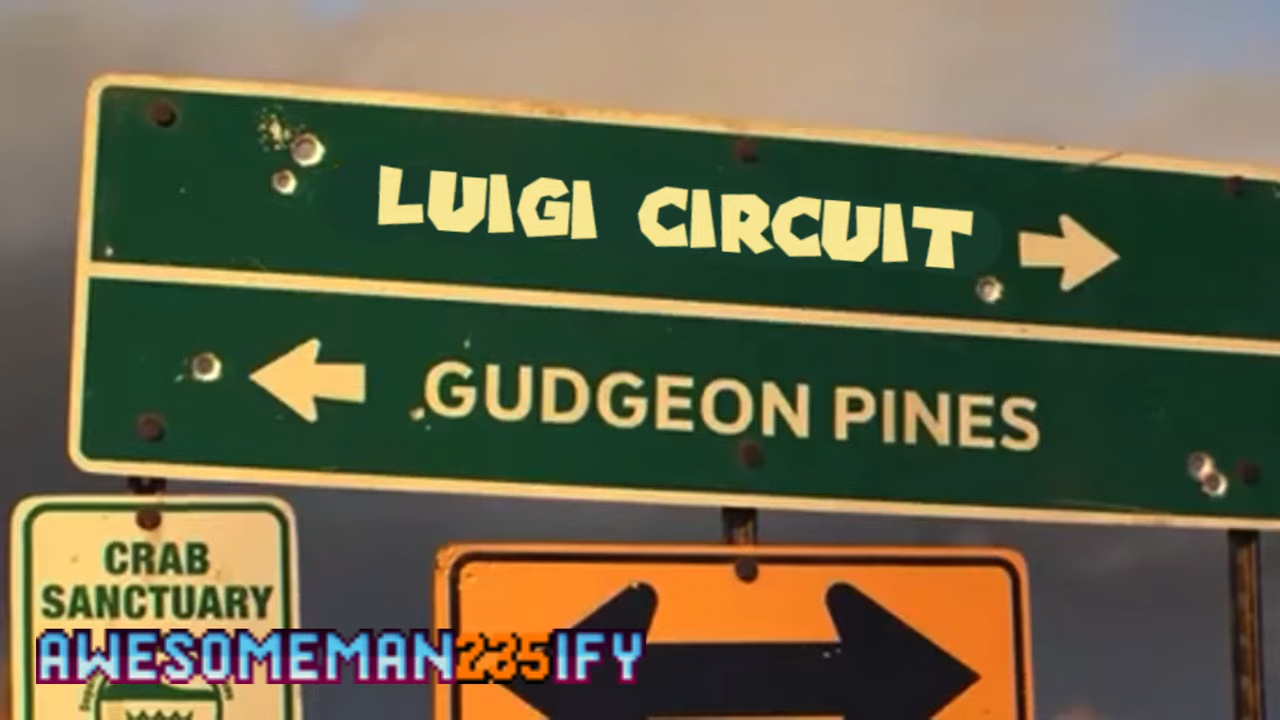 LUIGI CIRCUIT
GUDGEON PINES
CRAB
SANCTUARY
AWESOMEMAN235IFY